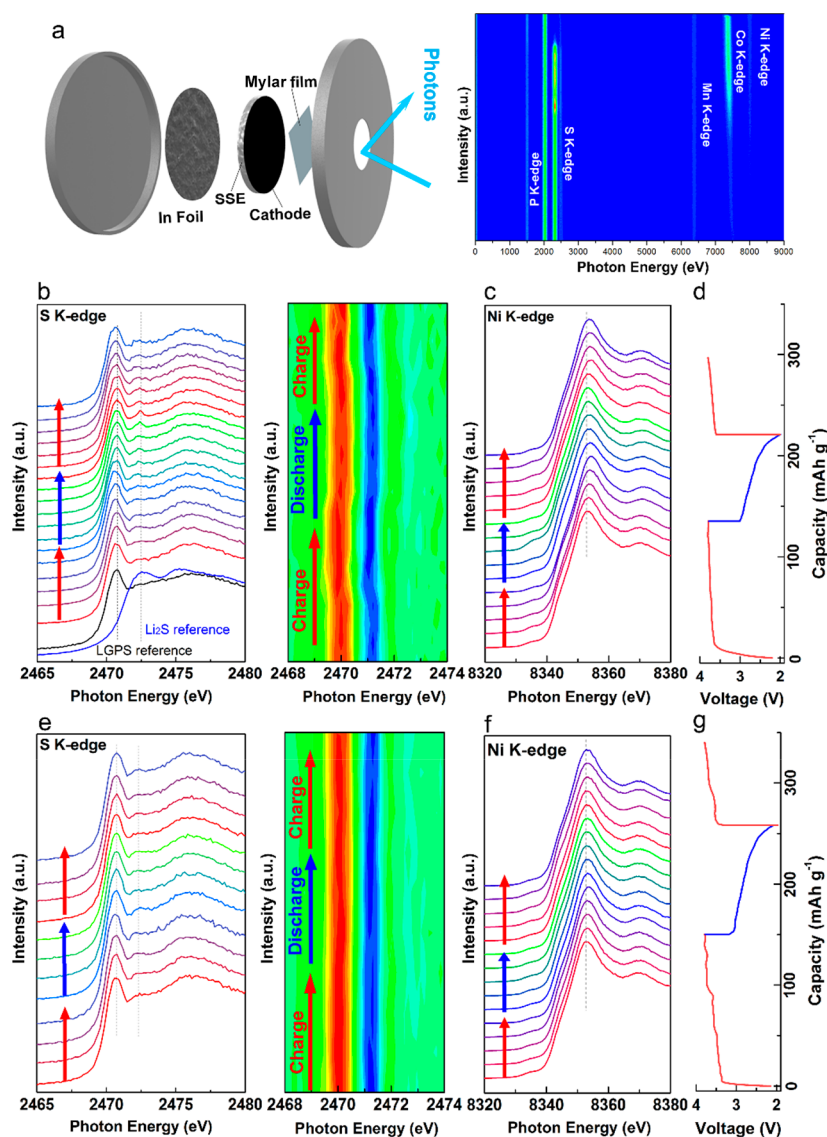 a
Mylar film
Photons
SSE
Cathode
In Foil
Intensity (a.u.)
P K-edge
S K-edge
Mn K-edge
Co K-edge
Ni K-edge
0 1000 2000 3000 4000 5000 6000 7000 8000 9000
Photon Energy (eV)
b
S K-edge
Intensity (a.u.)
Li2S reference
LGPS reference
2465 2470 2475 2480
Photon Energy (eV)
Intensity (a.u.)
Charge
Discharge
Charge
2468 2470 2472 2474
Photon Energy (eV)
c
Ni K-edge
Intensity (a.u.)
8320 8340 8360 8380
Photon Energy (eV)
d
300
200
100
0
Capacity (mAh g-1)
4 3 2
Voltage (V)
e
S K-edge
Intensity (a.u.)
2465 2470 2475 2480
Photon Energy (eV)
Intensity (a.u.)
Charge
Discharge
Charge
2468 2470 2472 2474
Photon Energy (eV)
f
Ni K-edge
Intensity (a.u.)
8320 8340 8360 8380
Photon Energy (eV)
g
300
200
100
0
Capacity (mAh g-1)
4 3 2
Voltage (V)